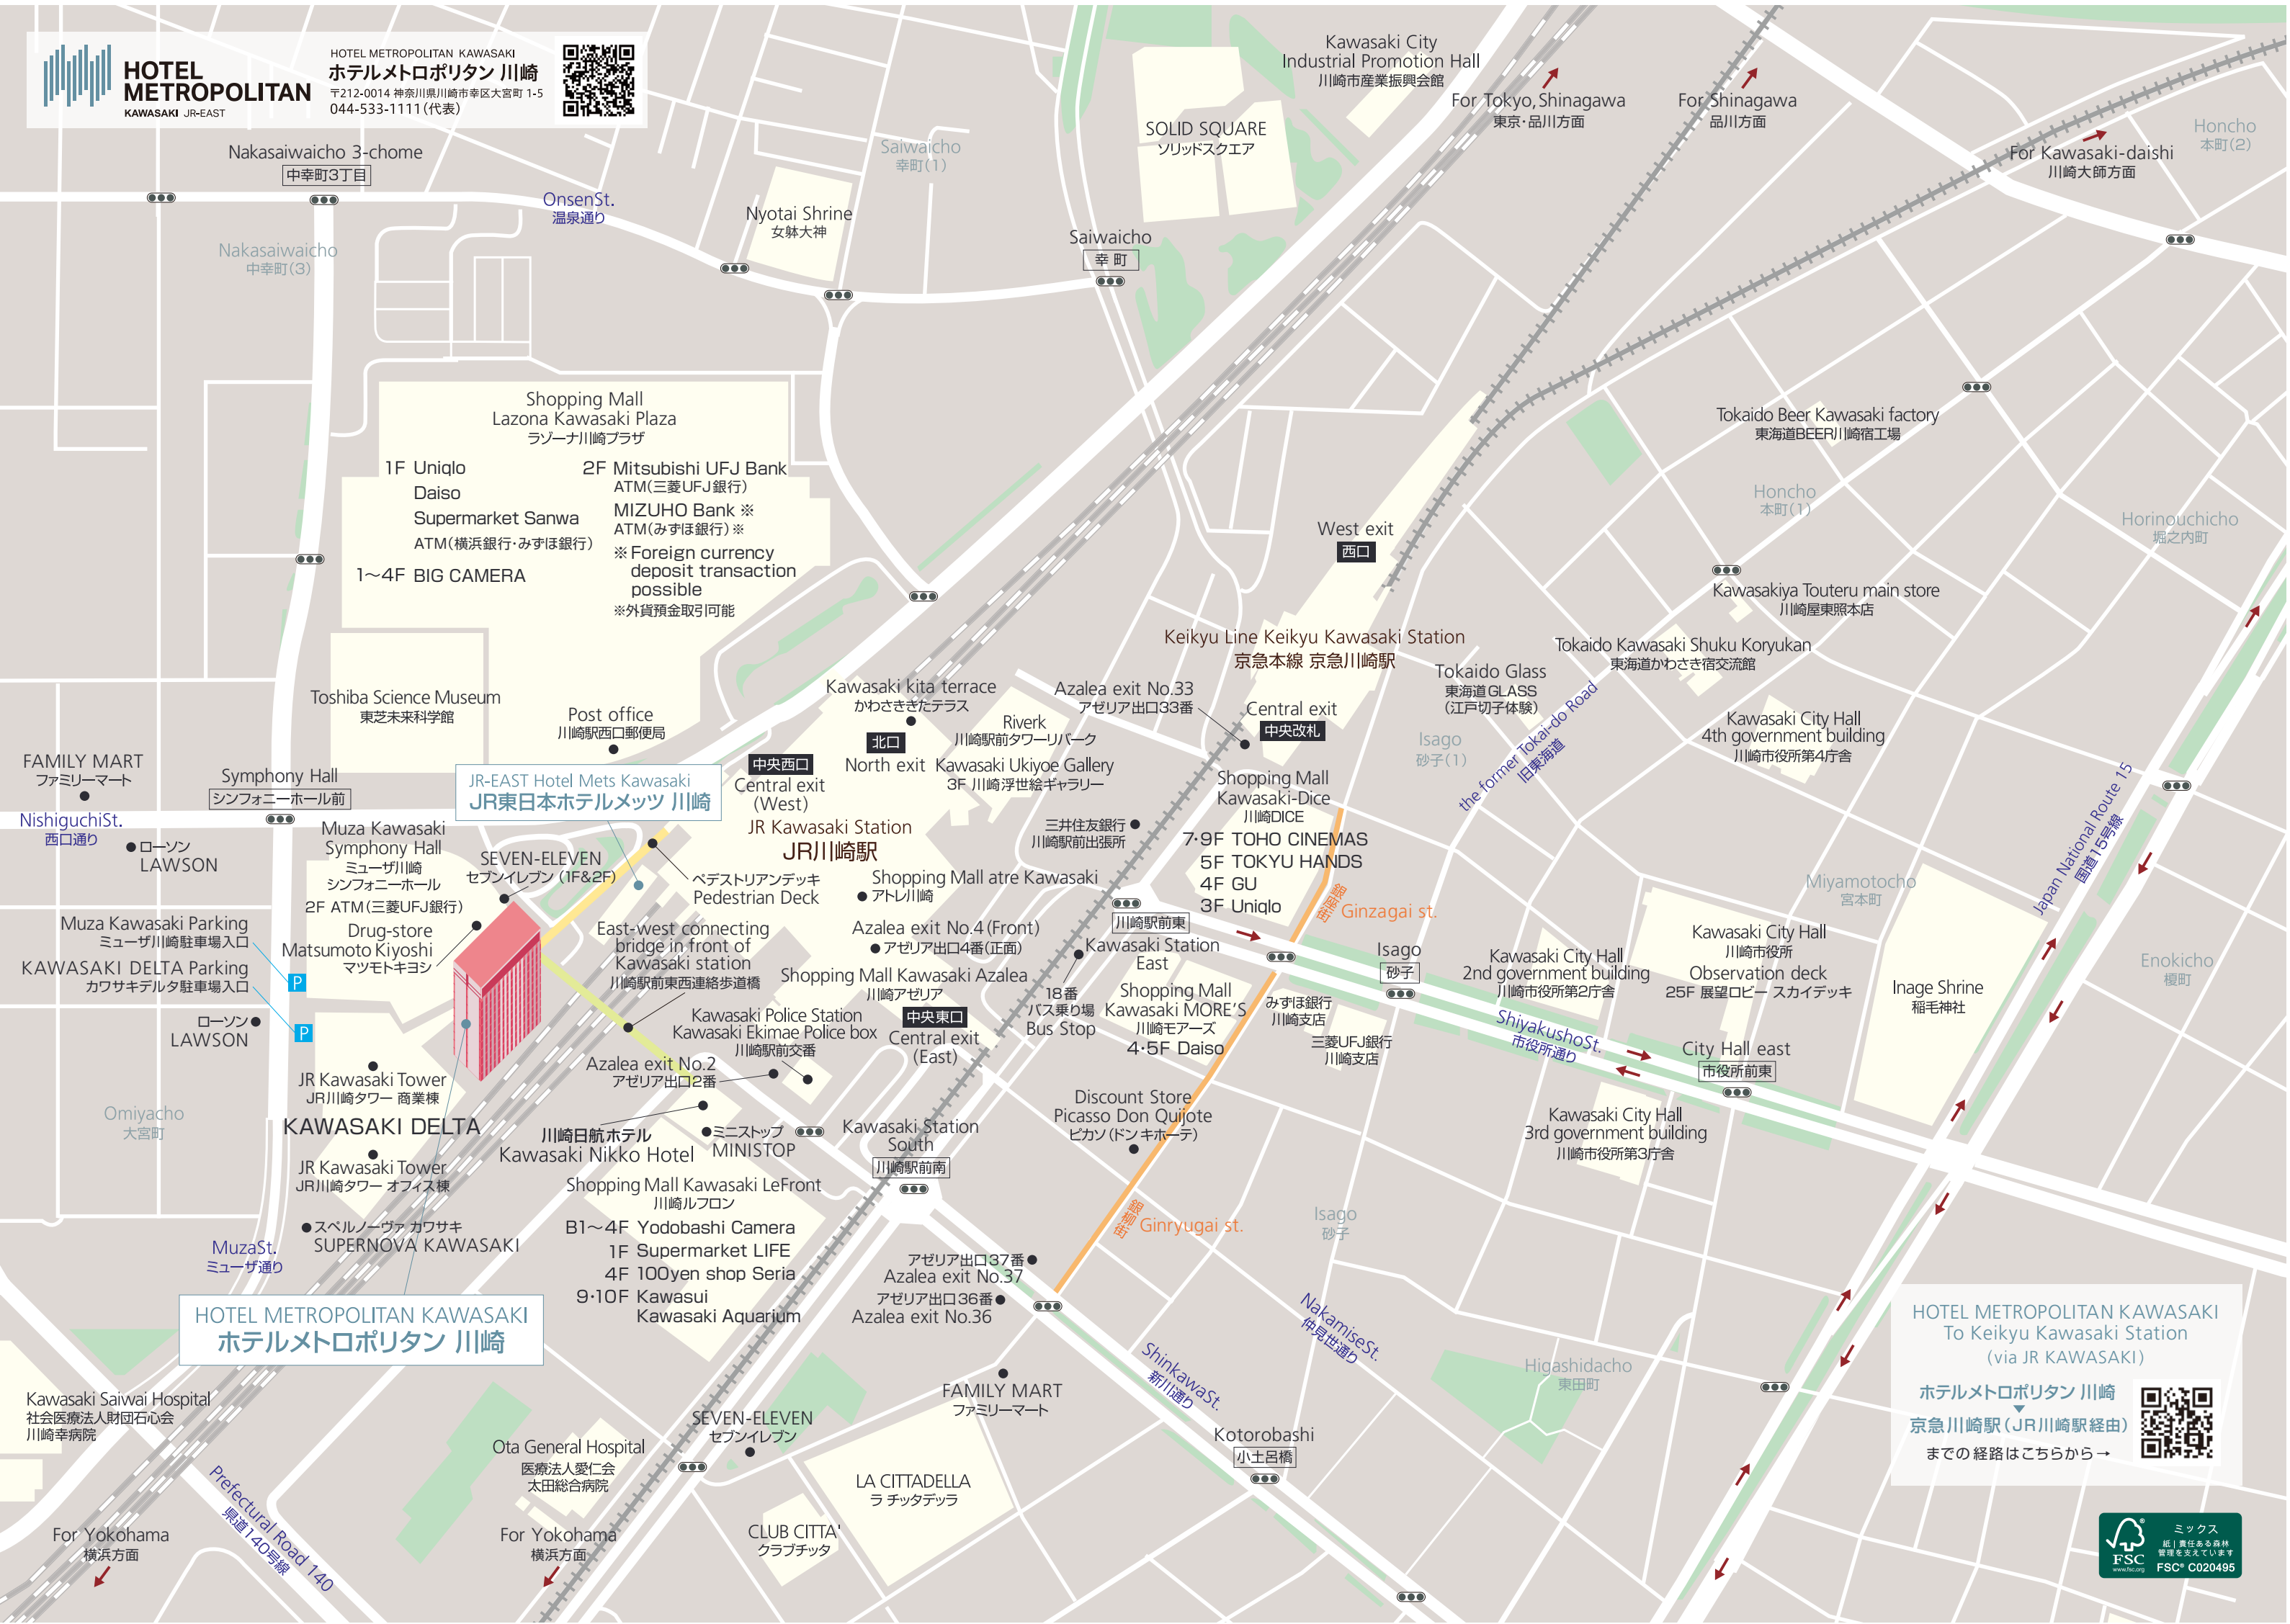 HOTEL
METROPOLITAN
KAWASAKI JR-EAST
HOTEL METROPOLITAN KAWASAKI
ホテルメトロポリタン 川崎
〒212-0014 神奈川県川崎市幸区大宮町 1-5
044-533-1111(代表)
Kawasaki City
Industrial Promotion Hall
川崎市産業振興会館
For Tokyo,Shinagawa
東京・品川方面
For Shinagawa
品川方面
For Kawasaki-daishi
川崎大師方面
Honcho
本町(2)
SOLID SQUARE
ソリッドスクエア
Nakasaiwaicho 3-chome
中幸町3丁目
Saiwaicho
幸町(1)
OnsenSt.
温泉通り
Nyotai Shrine
女躰大神
Saiwaicho
幸 町
Nakasaiwaicho
中幸町(3)
Shopping Mall
Lazona Kawasaki Plaza
ラゾーナ川崎プラザ
1F Uniqlo
Daiso
Supermarket Sanwa
ATM(横浜銀行・みずほ銀行)
1～4F BIG CAMERA
2F Mitsubishi UFJ Bank
ATM(三菱UFJ銀行)
MIZUHO Bank ※
ATM(みずほ銀行)※
※Foreign currency
deposit transaction
possible
※外貨預金取引可能
Tokaido Beer Kawasaki factory
東海道BEER川崎宿工場
Honcho
本町(1)
Horinouchicho
堀之内町
West exit
西口
Kawasakiya Touteru main store
川崎屋東照本店
Keikyu Line Keikyu Kawasaki Station
京急本線 京急川崎駅
Tokaido Kawasaki Shuku Koryukan
東海道かわさき宿交流館
Tokaido Glass
東海道GLASS
(江戸切子体験)
the former Tokai-do Road
旧東海道
Kawasaki City Hall
4th government building
川崎市役所第4庁舎
Toshiba Science Museum
東芝未来科学館
Post office
川崎駅西口郵便局
Kawasaki kita terrace
かわさききたテラス
北口
North exit
Riverk
川崎駅前タワーリバーク
Kawasaki Ukiyoe Gallery
3F 川崎浮世絵ギャラリー
Azalea exit No.33
アゼリア出口33番
Central exit
中央改札
Isago
砂子(1)
FAMILY MART
ファミリーマート
Symphony Hall
シンフォニーホール前
NishiguchiSt.
西口通り
ローソン
LAWSON
JR-EAST Hotel Mets Kawasaki
JR東日本ホテルメッツ 川崎
中央西口
Central exit
(West)
JR Kawasaki Station
JR川崎駅
三井住友銀行
川崎駅前出張所
Shopping Mall
Kawasaki-Dice
川崎DICE
7・9F TOHO CINEMAS
5F TOKYU HANDS
4F GU
3F Uniqlo
銀座街
Ginzagai st.
Japan National Route 15
国道15号線
Miyamotocho
宮本町
Enokicho
榎町
Muza Kawasaki
Symphony Hall
ミューザ川崎
シンフォニーホール
2F ATM(三菱UFJ銀行)
SEVEN-ELEVEN
セブンイレブン (1F&2F)
Drug-store
Matsumoto Kiyoshi
マツモトキヨシ
Muza Kawasaki Parking
ミューザ川崎駐車場入口
P
KAWASAKI DELTA Parking
カワサキデルタ駐車場入口
P
ローソン
LAWSON
ペデストリアンデッキ
Pedestrian Deck
Shopping Mall atre Kawasaki
アトレ川崎
East-west connecting
bridge in front of
Kawasaki station
川崎駅前東西連絡歩道橋
Azalea exit No.4(Front)
アゼリア出口4番(正面)
Shopping Mall Kawasaki Azalea
川崎アゼリア
中央東口
Central exit
(East)
川崎駅前東
Kawasaki Station
East
18番
バス乗り場
Bus Stop
Shopping Mall
Kawasaki MORE'S
川崎モアーズ
4・5F Daiso
みずほ銀行
川崎支店
三菱UFJ銀行
川崎支店
Isago
砂子
Kawasaki City Hall
2nd government building
川崎市役所第2庁舎
Kawasaki City Hall
川崎市役所
Observation deck
25F 展望ロビー スカイデッキ
Inage Shrine
稲毛神社
ShiyakushoSt.
市役所通り
City Hall east
市役所前東
Kawasaki City Hall
3rd government building
川崎市役所第3庁舎
Kawasaki Police Station
Kawasaki Ekimae Police box
川崎駅前交番
Azalea exit No.2
アゼリア出口2番
JR Kawasaki Tower
JR川崎タワー 商業棟
KAWASAKI DELTA
JR Kawasaki Tower
JR川崎タワー オフィス棟
Omiyacho
大宮町
川崎日航ホテル
Kawasaki Nikko Hotel
ミニストップ
MINISTOP
Kawasaki Station
South
川崎駅前南
Discount Store
Picasso Don Quijote
ピカソ(ドン キホーテ)
銀柳街
Ginryugai st.
Isago
砂子
Shopping Mall Kawasaki LeFront
川崎ルフロン
B1～4F Yodobashi Camera
1F Supermarket LIFE
4F 100yen shop Seria
9・10F Kawasui
Kawasaki Aquarium
スペルノーヴァ カワサキ
SUPERNOVA KAWASAKI
MuzaSt.
ミューザ通り
HOTEL METROPOLITAN KAWASAKI
ホテルメトロポリタン 川崎
アゼリア出口37番
Azalea exit No.37
アゼリア出口36番
Azalea exit No.36
NakamiseSt.
仲見世通り
ShinkawaSt.
新川通り
Higashidacho
東田町
FAMILY MART
ファミリーマート
SEVEN-ELEVEN
セブンイレブン
Kotorobashi
小土呂橋
Kawasaki Saiwai Hospital
社会医療法人財団石心会
川崎幸病院
Ota General Hospital
医療法人愛仁会
太田総合病院
LA CITTADELLA
ラ チッタデッラ
CLUB CITTA'
クラブチッタ
Prefectural Road 140
県道140号線
For Yokohama
横浜方面
For Yokohama
横浜方面
HOTEL METROPOLITAN KAWASAKI
To Keikyu Kawasaki Station
(via JR KAWASAKI)
ホテルメトロポリタン 川崎
京急川崎駅(JR川崎駅経由)
までの経路はこちらから→
FSC
www.fsc.org
ミックス
紙|責任ある森林
管理を支えています
FSC® C020495